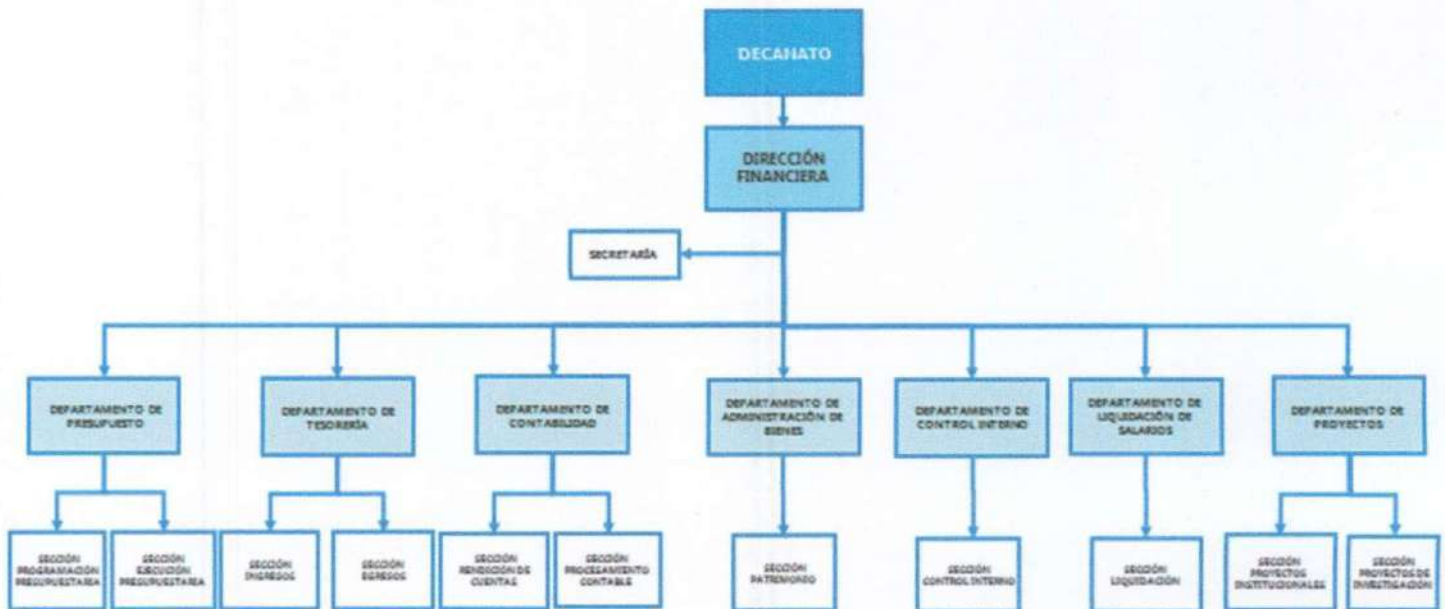 DECANATO
DIRECCIÓN
FINANCIERA
SECRETARÍA
DEPARTAMENTO DE
PRESUPUESTO
DEPARTAMENTO DE
TESORERÍA
DEPARTAMENTO DE
CONTABILIDAD
DEPARTAMENTO DE
ADMINISTRACIÓN DE
BIENES
DEPARTAMENTO DE
CONTROL INTERNO
DEPARTAMENTO DE
LIQUIDACIÓN DE
SALARIOS
DEPARTAMENTO DE
PROYECTOS
SECCIÓN
PROGRAMACIÓN
PRESUPUESTARIA
SECCIÓN
EJECUCIÓN
PRESUPUESTARIA
SECCIÓN
INGRESOS
SECCIÓN
EGRESOS
SECCIÓN
RENDICIÓN DE
CUENTAS
SECCIÓN
PROCESAMIENTO
CONTABLE
SECCIÓN
PATRIMONIO
SECCIÓN
CONTROL INTERNO
SECCIÓN
LIQUIDACIÓN
SECCIÓN
PROYECTOS
INSTITUCIONALES
SECCIÓN
PROYECTOS DE
INVESTIGACIÓN